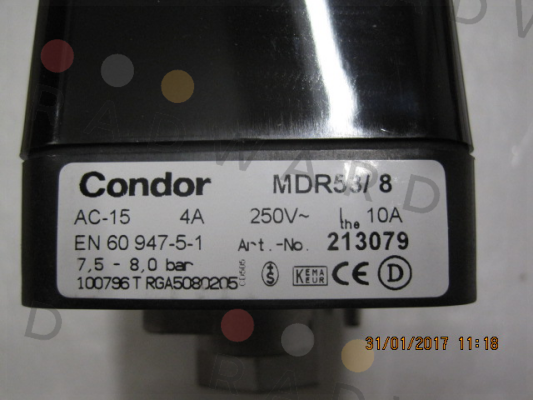 Condor
MDR53/ 8
AC-15 4A 250V~ Ithe 10A
EN 60 947-5-1 Art.-No. 213079
7,5 - 8,0 bar
100796 T RGA5080205
KEMA
KEUR
CE
D
31/01/2017 11:18